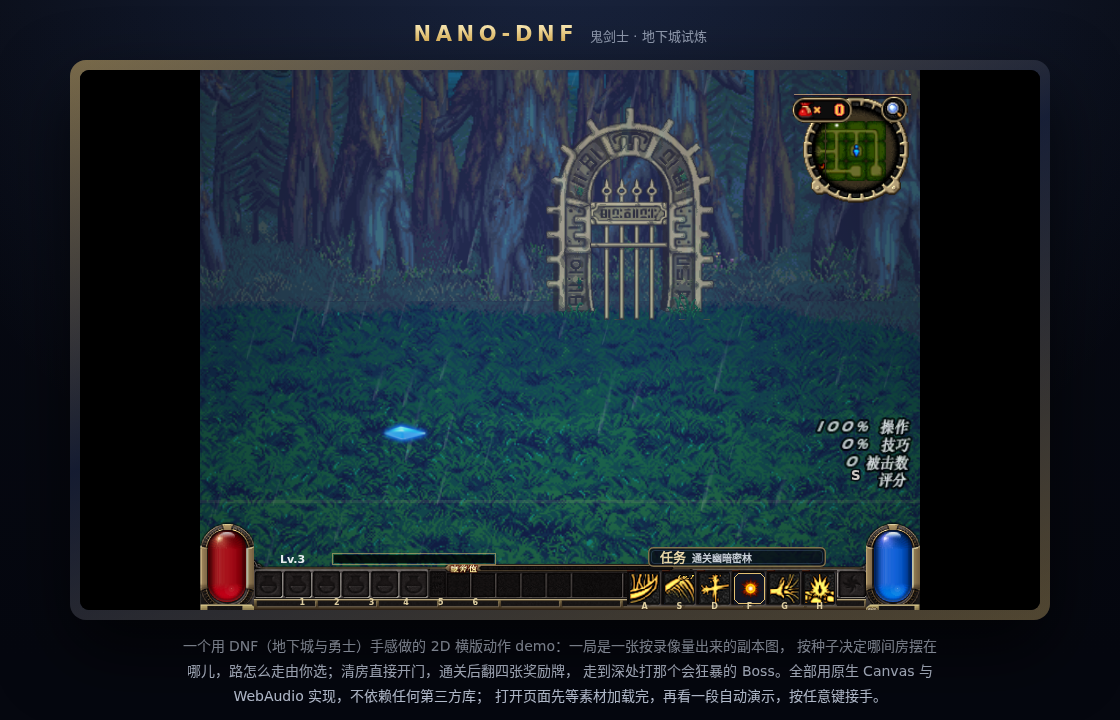 NANO-DNF 鬼剑士 · 地下城试炼
× 0
100% 操作
0% 技巧
0 被击数
S 评分
Lv.3
任务 通关幽暗密林
疲劳值
1 2 3 4 5 6
A S D F G H
一个用 DNF（地下城与勇士）手感做的 2D 横版动作 demo：一局是一张按录像量出来的副本图， 按种子决定哪间房摆在
哪儿，路怎么走由你选；清房直接开门，通关后翻四张奖励牌， 走到深处打那个会狂暴的 Boss。全部用原生 Canvas 与
WebAudio 实现，不依赖任何第三方库； 打开页面先等素材加载完，再看一段自动演示，按任意键接手。